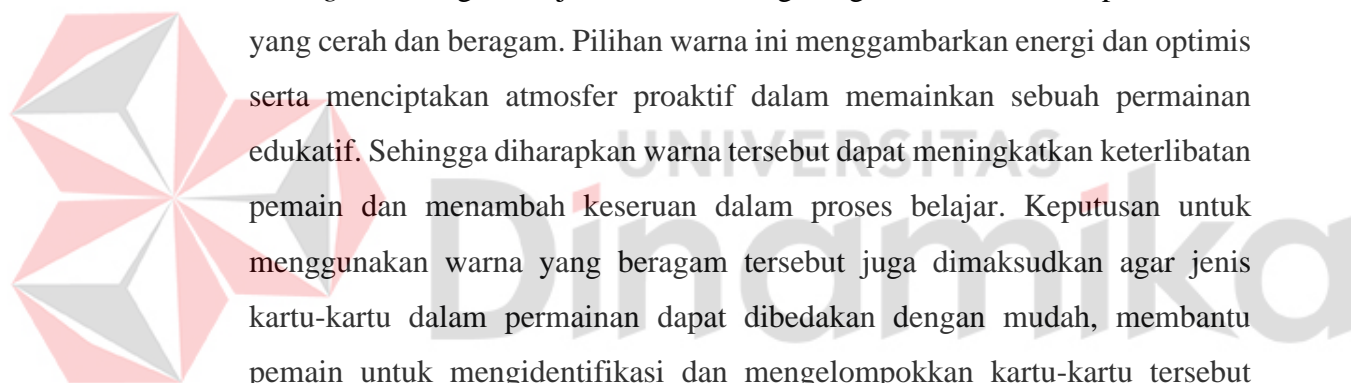 yang cerah dan beragam. Pilihan warna ini menggambarkan energi dan optimis
serta menciptakan atmosfer proaktif dalam memainkan sebuah permainan
edukatif. Sehingga diharapkan warna tersebut dapat meningkatkan keterlibatan
pemain dan menambah keseruan dalam proses belajar. Keputusan untuk
menggunakan warna yang beragam tersebut juga dimaksudkan agar jenis
kartu-kartu dalam permainan dapat dibedakan dengan mudah, membantu
pemain untuk mengidentifikasi dan mengelompokkan kartu-kartu tersebut
UNIVERSITAS
Dinamika